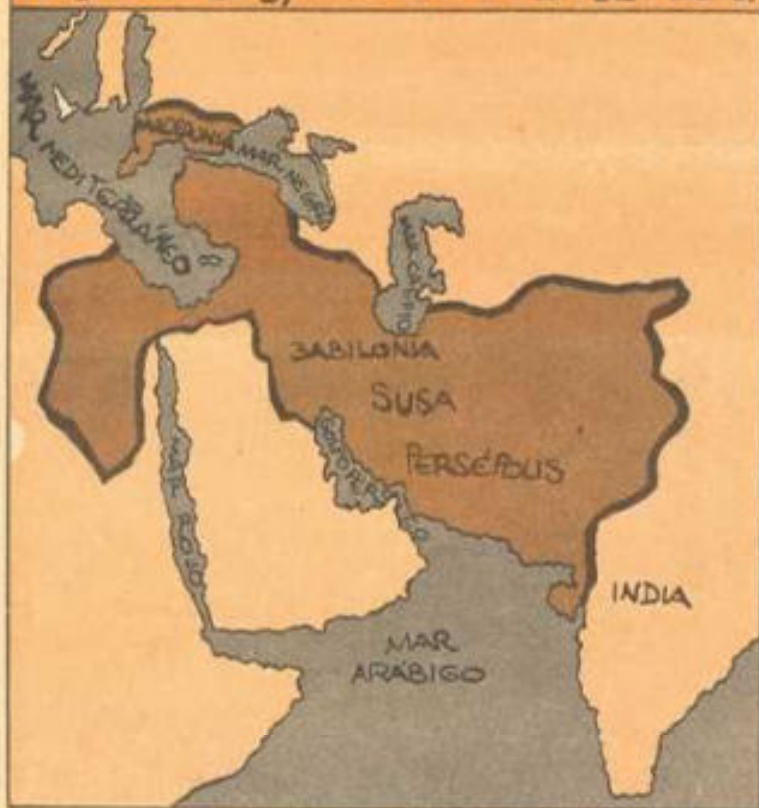 MAR MEDITERRÁNEO
MACEDONIA
MAR NEGRO
MAR CASPIO
BABILONIA
SUSA
PERSÉPOLIS
MAR ROJO
GOLFO PÉRSICO
INDIA
MAR
ARÁBIGO